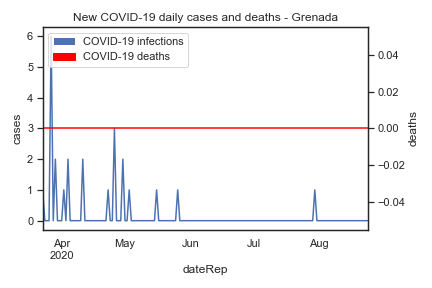 New COVID-19 daily cases and deaths - Grenada
COVID-19 infections
COVID-19 deaths
6
5
4
3
2
1
0
cases
0.04
0.02
0.00
−0.02
−0.04
deaths
Apr
2020
May
Jun
Jul
Aug
dateRep